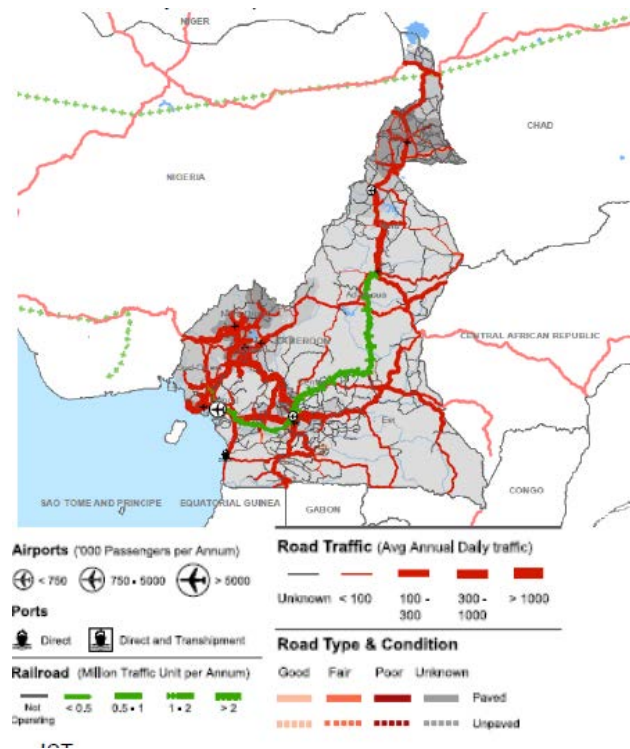 NIGER
CHAD
NIGERIA
CAMEROON
CENTRAL AFRICAN REPUBLIC
Est
SAO TOME AND PRINCIPE
EQUATORIAL GUINEA
GABON
CONGO
Airports ('000 Passengers per Annum)
< 750
750 - 5000
> 5000
Ports
Direct
Direct and Transhipment
Railroad (Million Traffic Unit per Annum)
Not Operating
< 0.5
0.5 - 1
1 - 2
> 2
Road Traffic (Avg Annual Daily traffic)
Unknown
< 100
100 - 300
300 - 1000
> 1000
Road Type & Condition
Good Fair Poor Unknown
Paved
Unpaved